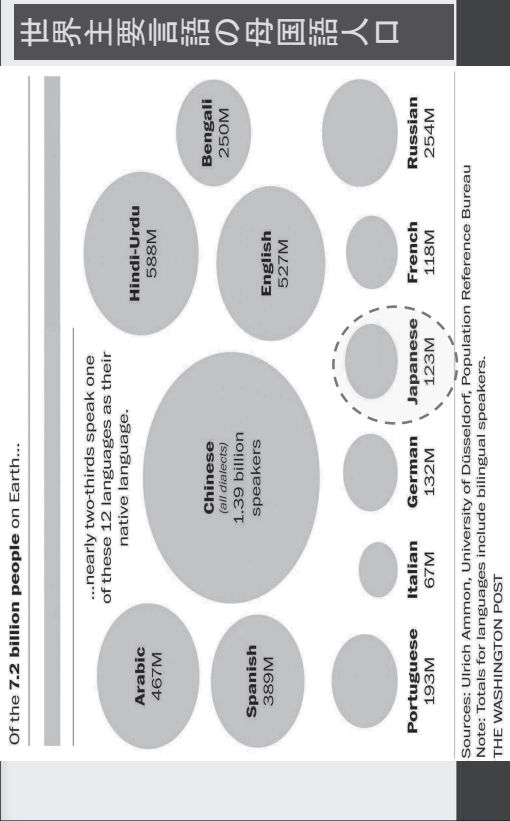 世界主要言語の母国語人口
Of the 7.2 billion people on Earth...
...nearly two-thirds speak one
of these 12 languages as their
native language.
Arabic
467M
Hindi-Urdu
588M
Bengali
250M
Chinese
(all dialects)
1.39 billion
speakers
Spanish
389M
English
527M
Portuguese
193M
Italian
67M
German
132M
Japanese
123M
French
118M
Russian
254M
Sources: Ulrich Ammon, University of Düsseldorf, Population Reference Bureau
Note: Totals for languages include bilingual speakers.
THE WASHINGTON POST